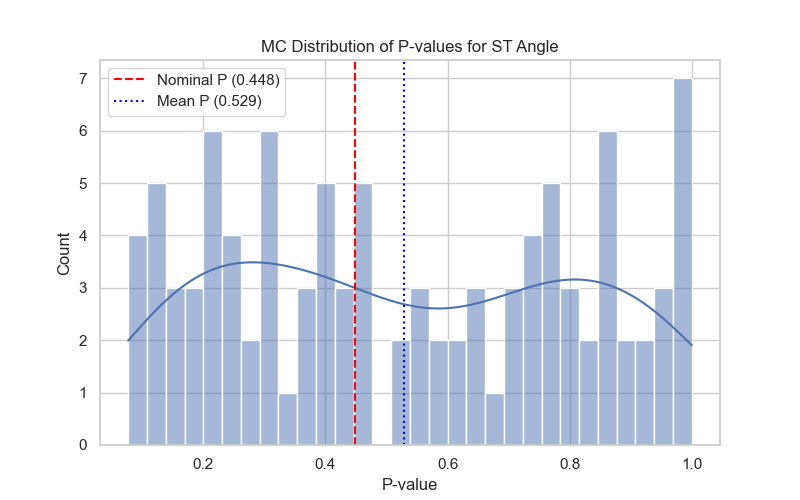 MC Distribution of P-values for ST Angle
Nominal P (0.448)
Mean P (0.529)
7
6
5
4
3
2
1
0
Count
0.2 0.4 0.6 0.8 1.0
P-value